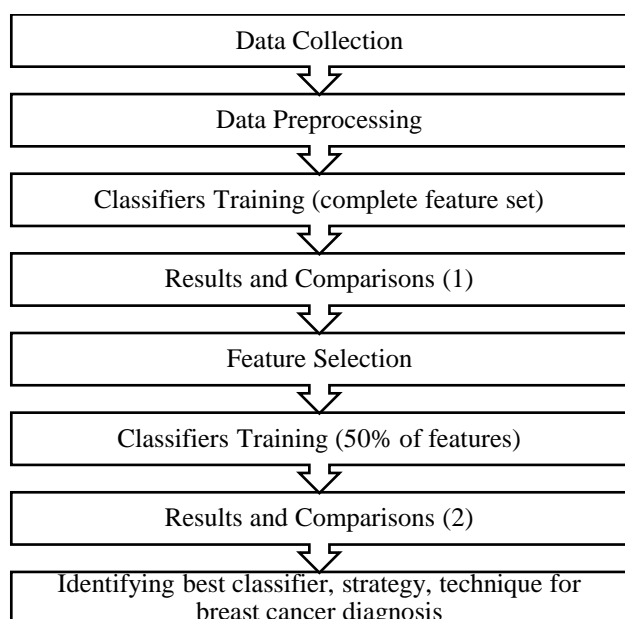 Data Collection
Data Preprocessing
Classifiers Training (complete feature set)
Results and Comparisons (1)
Feature Selection
Classifiers Training (50% of features)
Results and Comparisons (2)
Identifying best classifier, strategy, technique for
breast cancer diagnosis